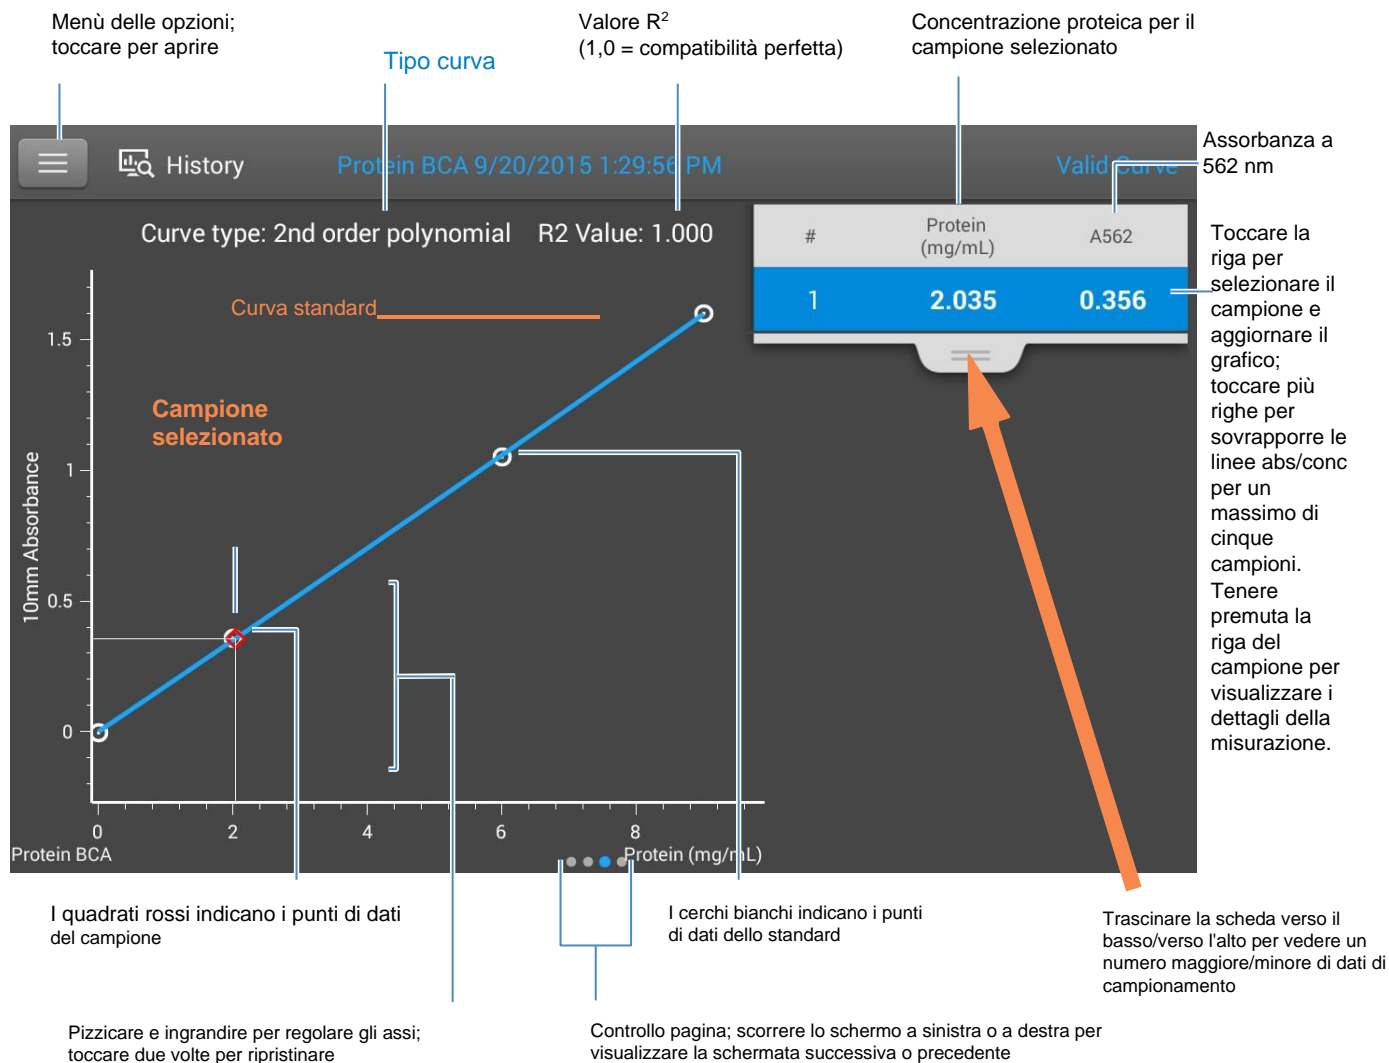 Menù delle opzioni;
toccare per aprire
Tipo curva
Valore R²
(1,0 = compatibilità perfetta)
Concentrazione proteica per il
campione selezionato
Assorbanza a
562 nm
History
Protein BCA 9/20/2015 1:29:56 PM
Valid Curve
Curve type: 2nd order polynomial R2 Value: 1.000
# Protein (mg/mL) A562
1 2.035 0.356
Toccare la
riga per
selezionare il
campione e
aggiornare il
grafico;
toccare più
righe per
sovrapporre le
linee abs/conc
per un
massimo di
cinque
campioni.
Tenere
premuta la
riga del
campione per
visualizzare i
dettagli della
misurazione.
Curva standard
Campione
selezionato
10mm Absorbance
1.5
1
0.5
0
0 2 4 6 8
Protein BCA
Protein (mg/mL)
I quadrati rossi indicano i punti di dati
del campione
I cerchi bianchi indicano i punti
di dati dello standard
Trascinare la scheda verso il
basso/verso l'alto per vedere un
numero maggiore/minore di dati di
campionamento
Pizzicare e ingrandire per regolare gli assi;
toccare due volte per ripristinare
Controllo pagina; scorrere lo schermo a sinistra o a destra per
visualizzare la schermata successiva o precedente